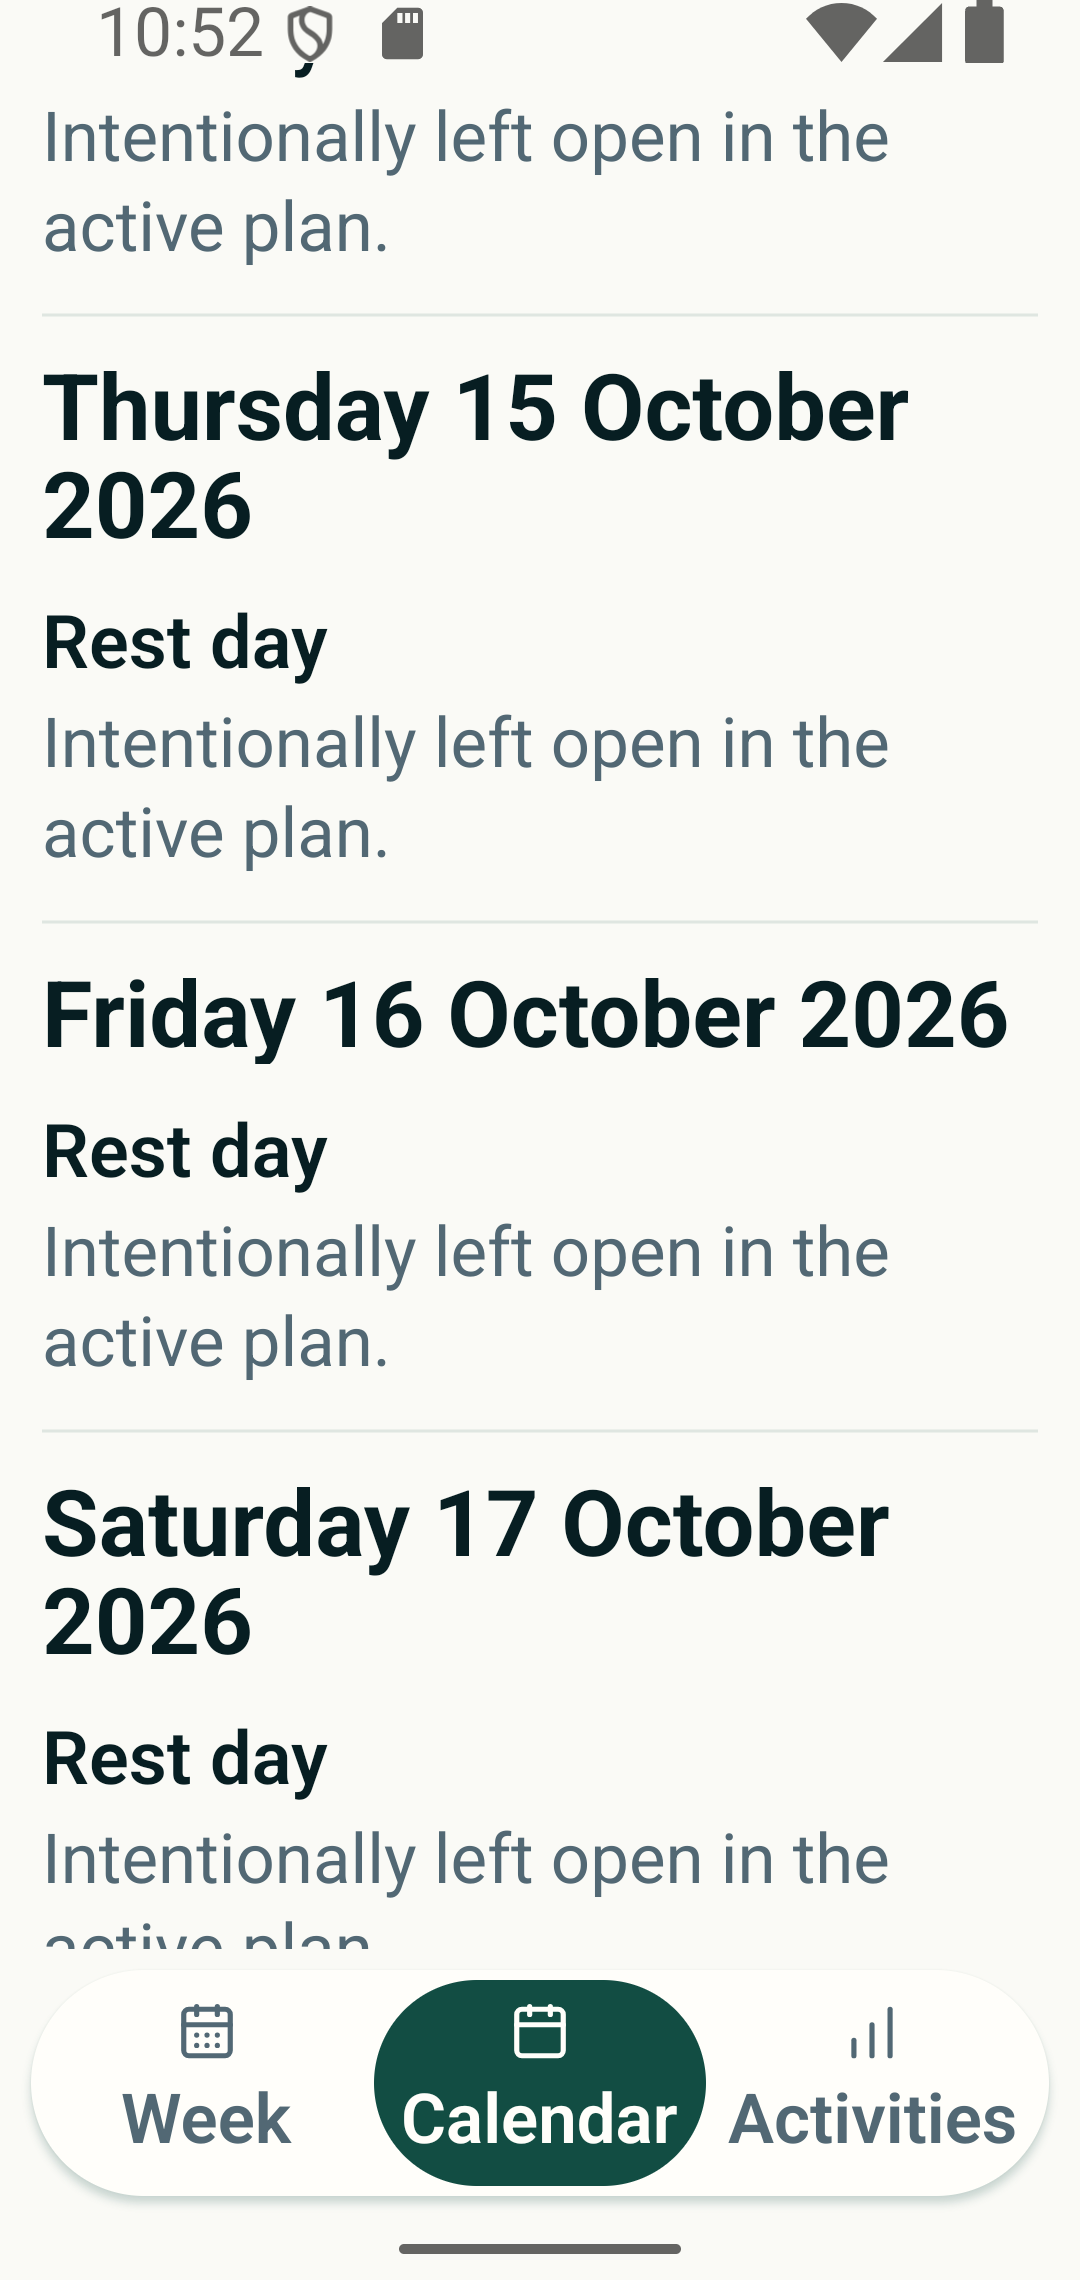 10:52
Intentionally left open in the
active plan.
Thursday 15 October
2026
Rest day
Intentionally left open in the
active plan.
Friday 16 October 2026
Rest day
Intentionally left open in the
active plan.
Saturday 17 October
2026
Rest day
Intentionally left open in the
active plan.
Week
Calendar
Activities